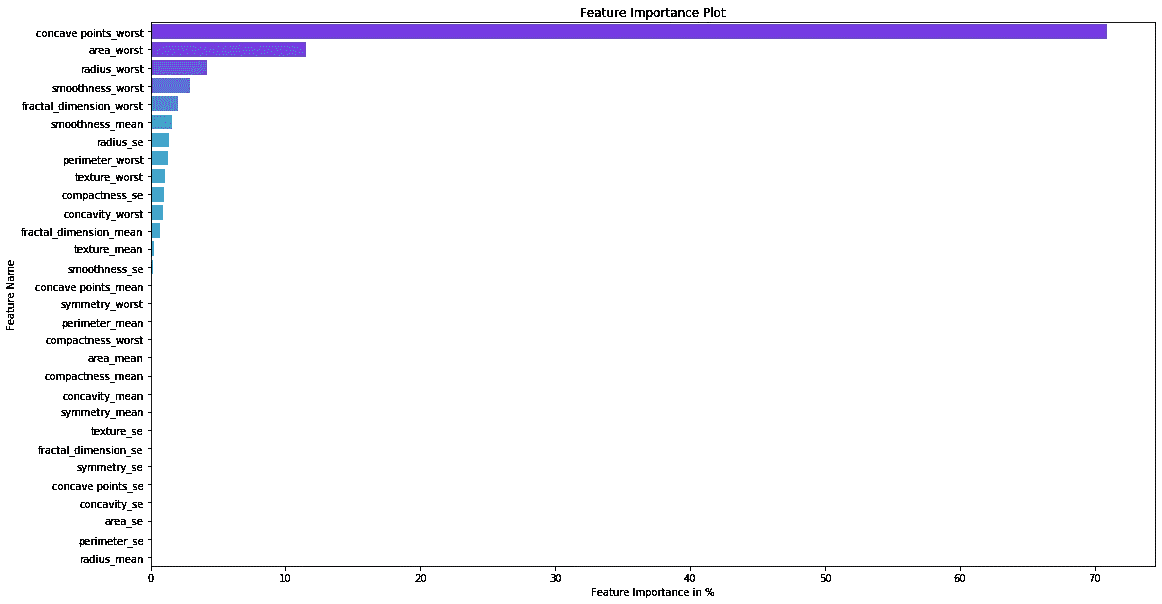 Feature Importance Plot
concave points_worst
area_worst
radius_worst
smoothness_worst
fractal_dimension_worst
smoothness_mean
radius_se
perimeter_worst
texture_worst
compactness_se
concavity_worst
fractal_dimension_mean
texture_mean
smoothness_se
concave points_mean
symmetry_worst
perimeter_mean
compactness_worst
area_mean
compactness_mean
concavity_mean
symmetry_mean
texture_se
fractal_dimension_se
symmetry_se
concave points_se
concavity_se
area_se
perimeter_se
radius_mean
Feature Name
0 10 20 30 40 50 60 70
Feature Importance in %